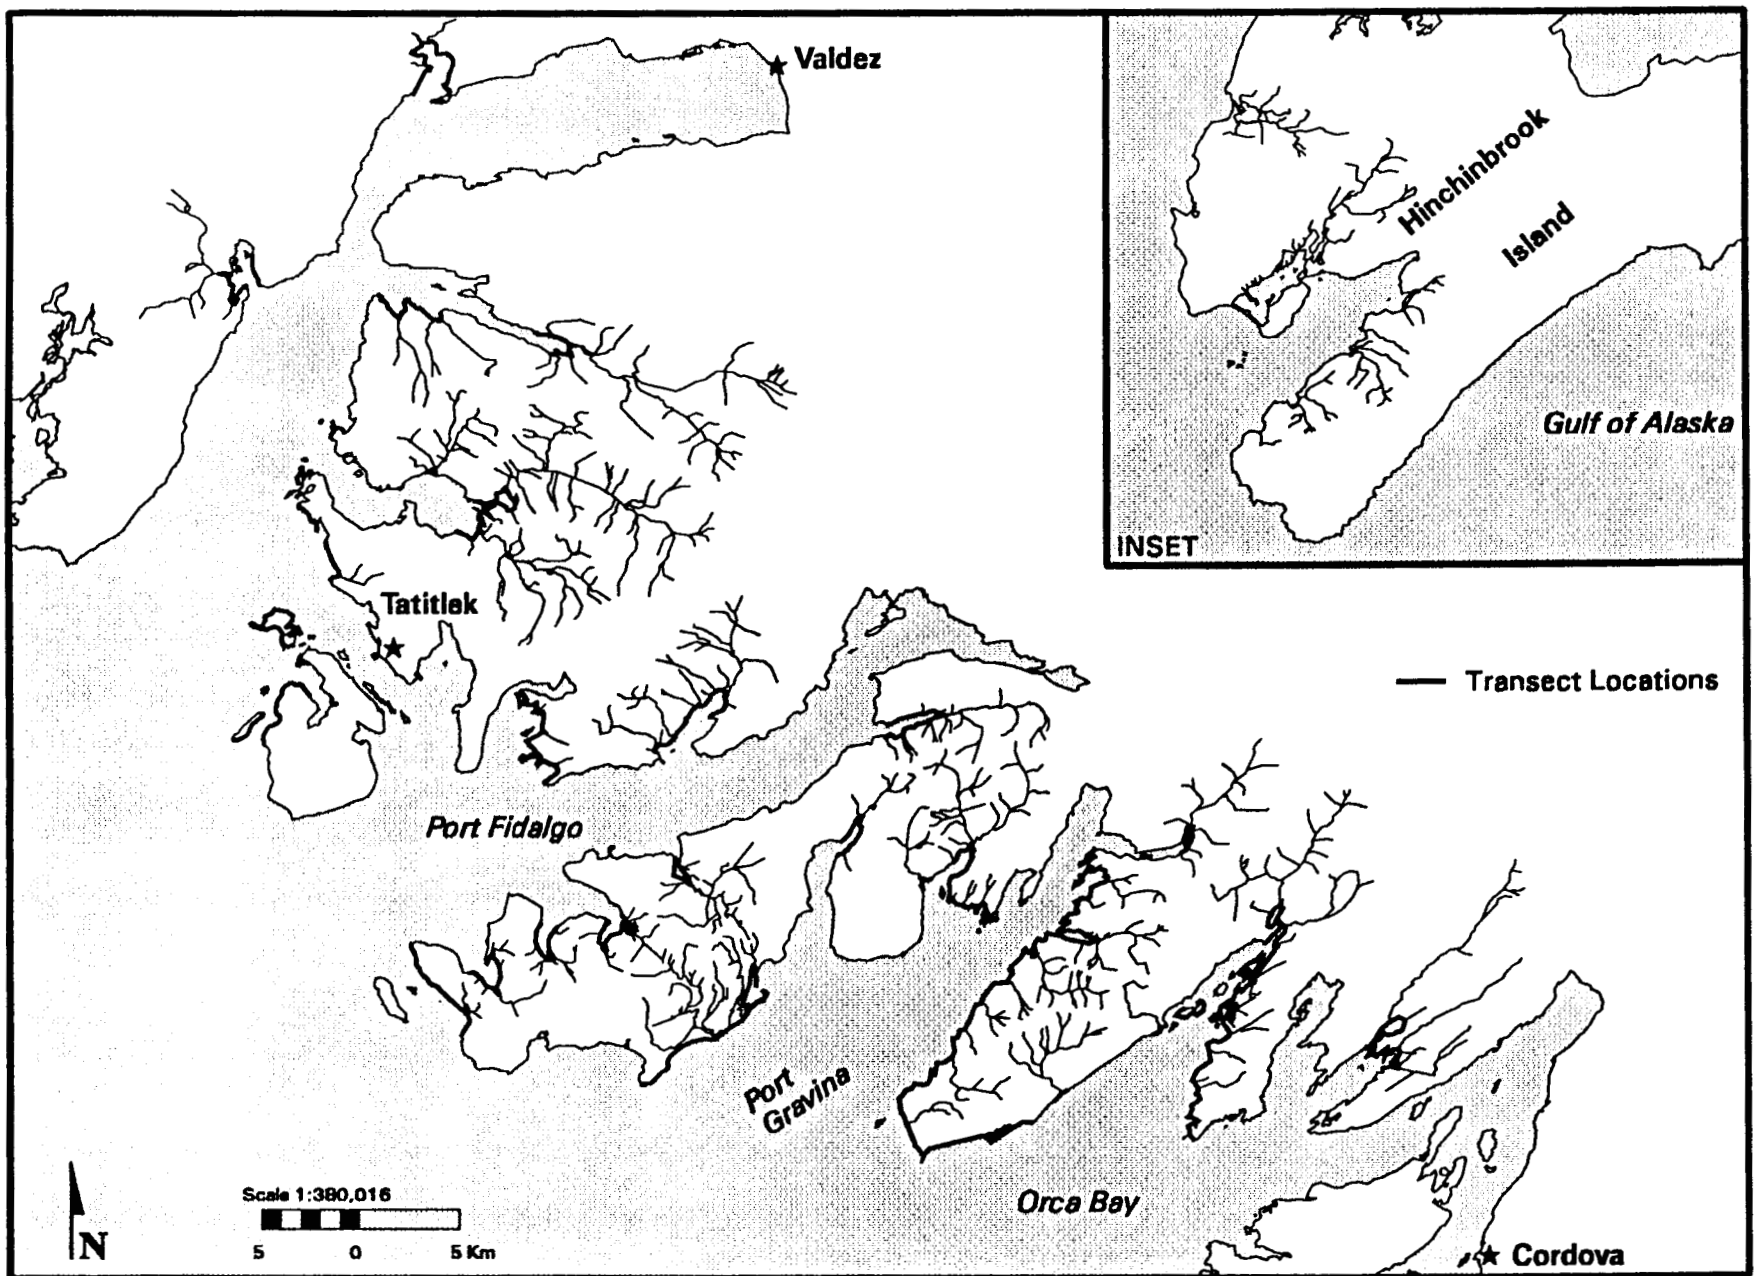 Valdez
Hinchinbrook
Island
Gulf of Alaska
INSET
Tatitlek
Transect Locations
Port Fidalgo
Port
Gravina
Scale 1:380,016
5 0 5 Km
N
Orca Bay
Cordova